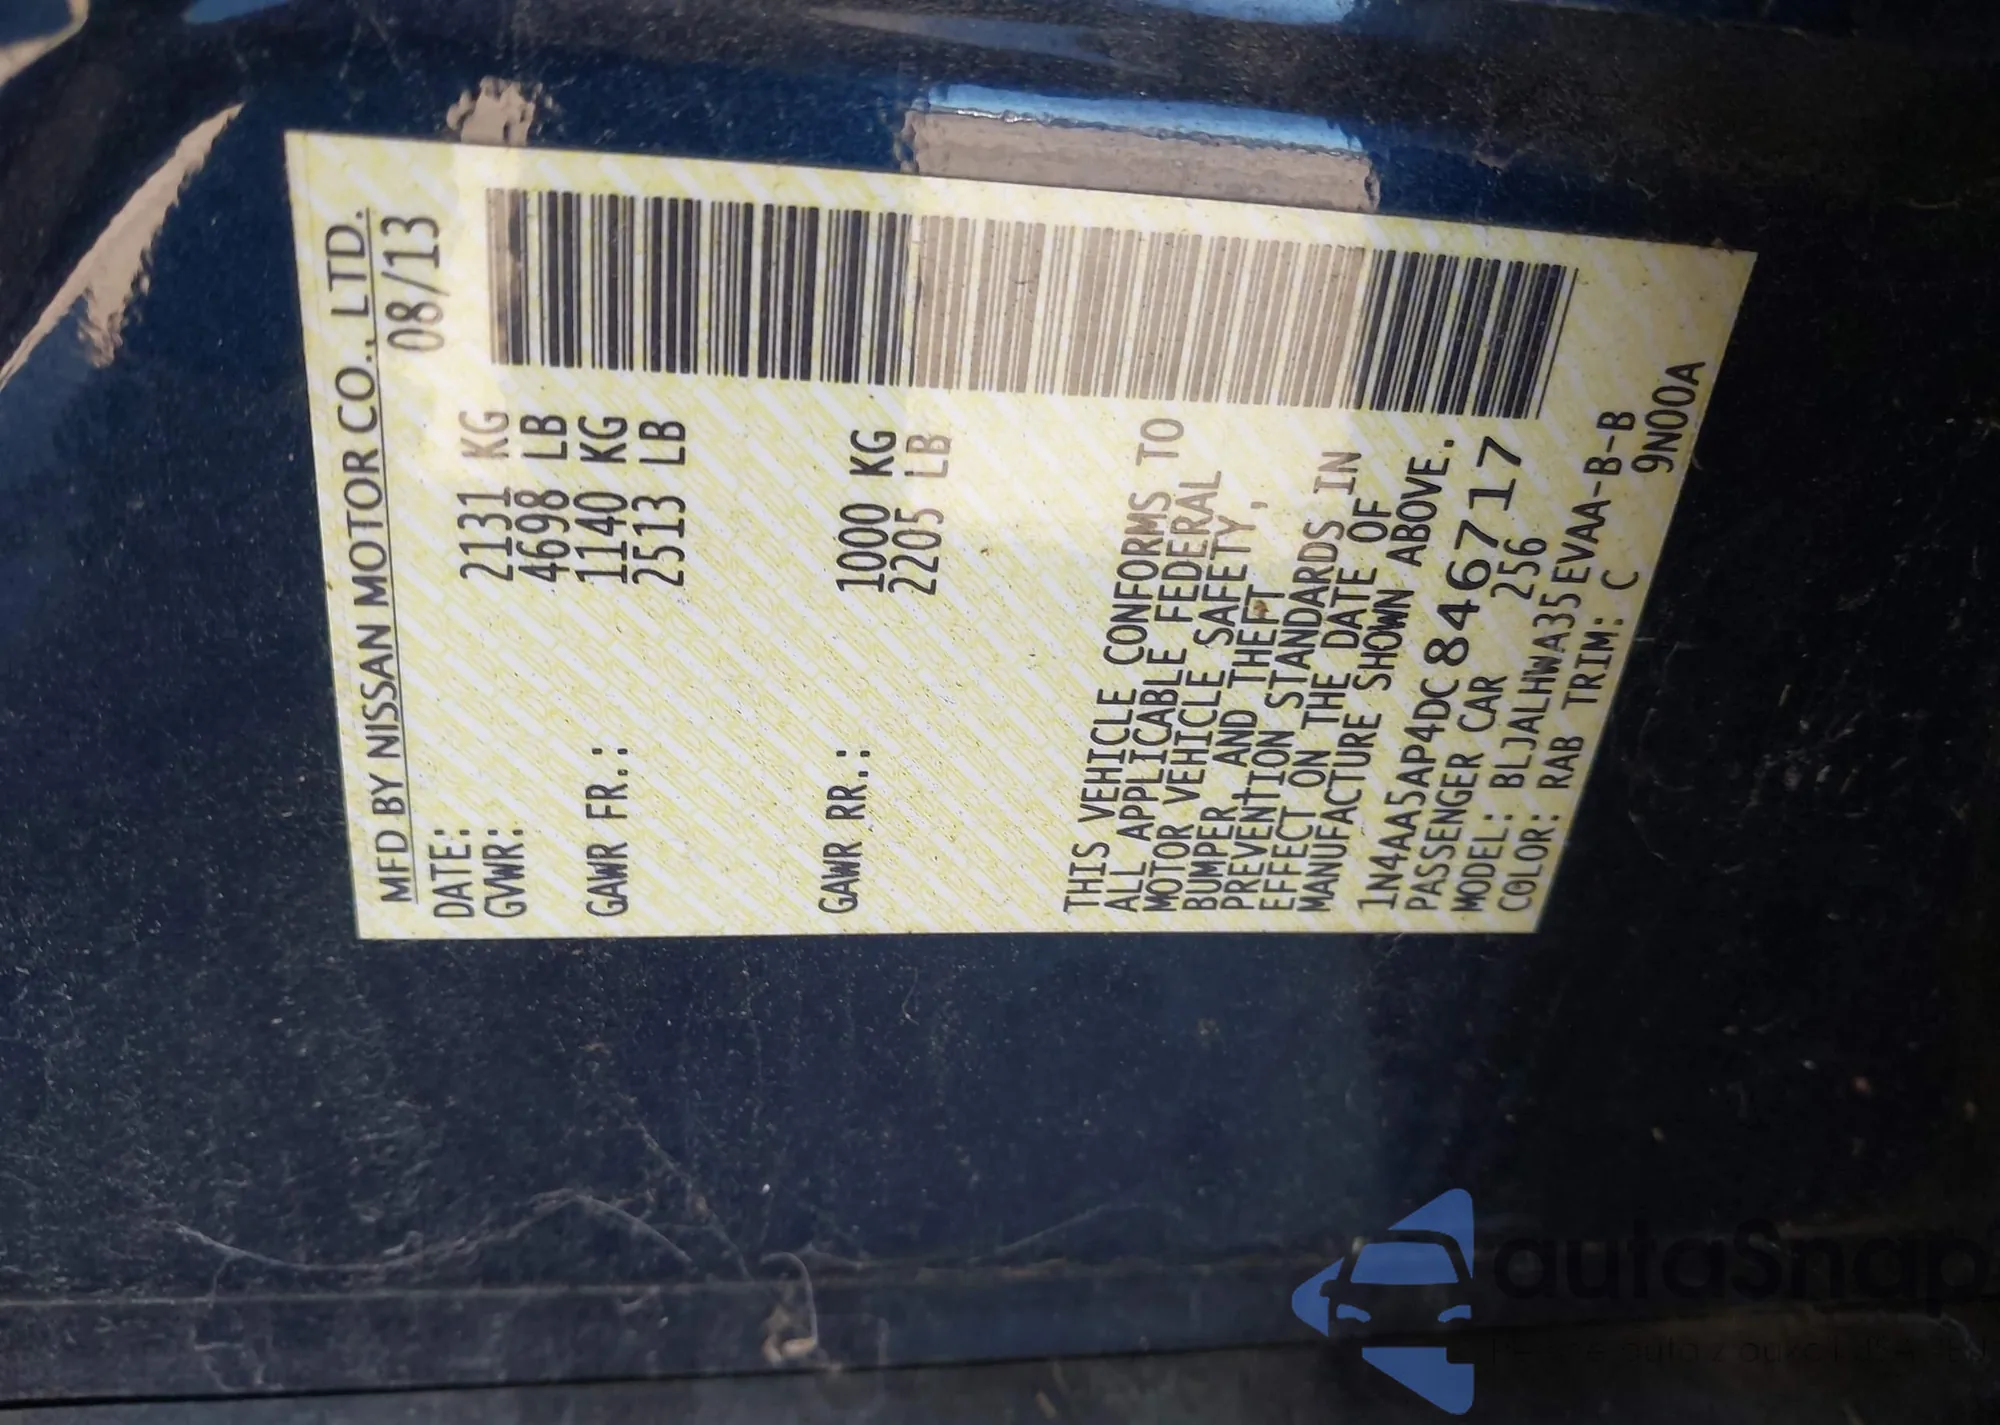 MFD BY NISSAN MOTOR CO., LTD.
DATE: 08/13
GVWR: 2131 KG
4698 LB
GAWR FR.: 1140 KG
2513 LB
GAWR RR.: 1000 KG
2205 LB
THIS VEHICLE CONFORMS TO
ALL APPLICABLE FEDERAL
MOTOR VEHICLE SAFETY,
BUMPER, AND THEFT
PREVENTION STANDARDS IN
EFFECT ON THE DATE OF
MANUFACTURE SHOWN ABOVE.
1N4AA5AP4DC846717
PASSENGER CAR 256
MODEL: BLJALHWA35EVAA-B-B
COLOR: RAB TRIM: C 9N00A
autaSnap